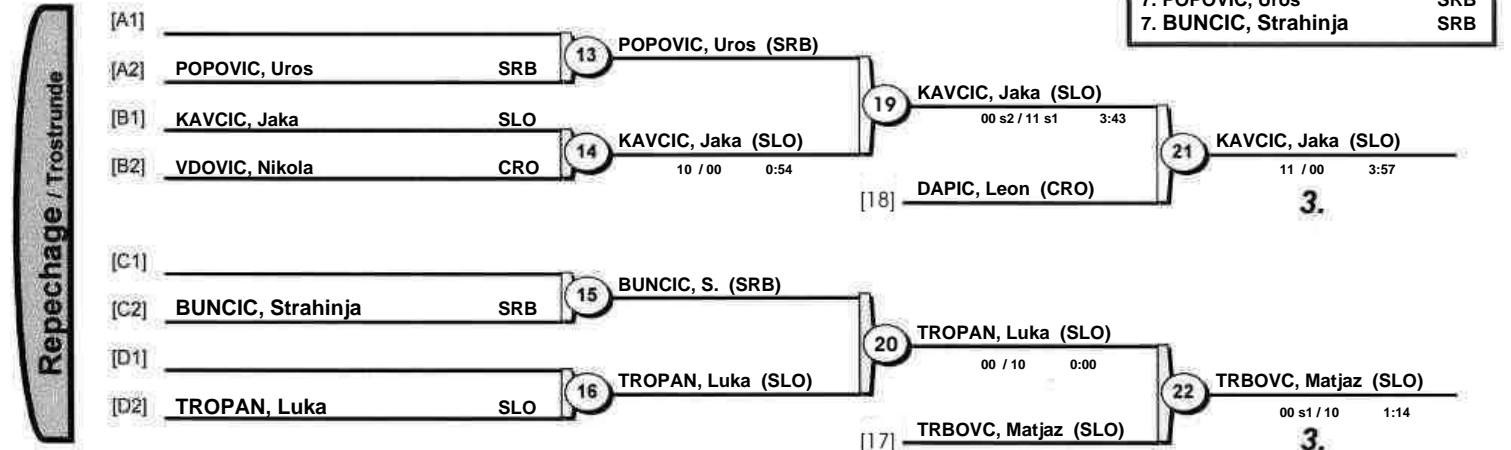 7. POPOVIC, Uros SRB
7. BUNCIC, Strahinja SRB
Repechage / Trostrunde
[A1]
[A2] POPOVIC, Uros SRB
13 POPOVIC, Uros (SRB)
[B1] KAVCIC, Jaka SLO
[B2] VDOVIC, Nikola CRO
14 KAVCIC, Jaka (SLO)
10 / 00 0:54
19 KAVCIC, Jaka (SLO)
00 s2 / 11 s1 3:43
[18] DAPIC, Leon (CRO)
21 KAVCIC, Jaka (SLO)
11 / 00 3:57
3.
[C1]
[C2] BUNCIC, Strahinja SRB
15 BUNCIC, S. (SRB)
[D1]
[D2] TROPAN, Luka SLO
16 TROPAN, Luka (SLO)
20 TROPAN, Luka (SLO)
00 / 10 0:00
[17] TRBOVC, Matjaz (SLO)
22 TRBOVC, Matjaz (SLO)
00 s1 / 10 1:14
3.